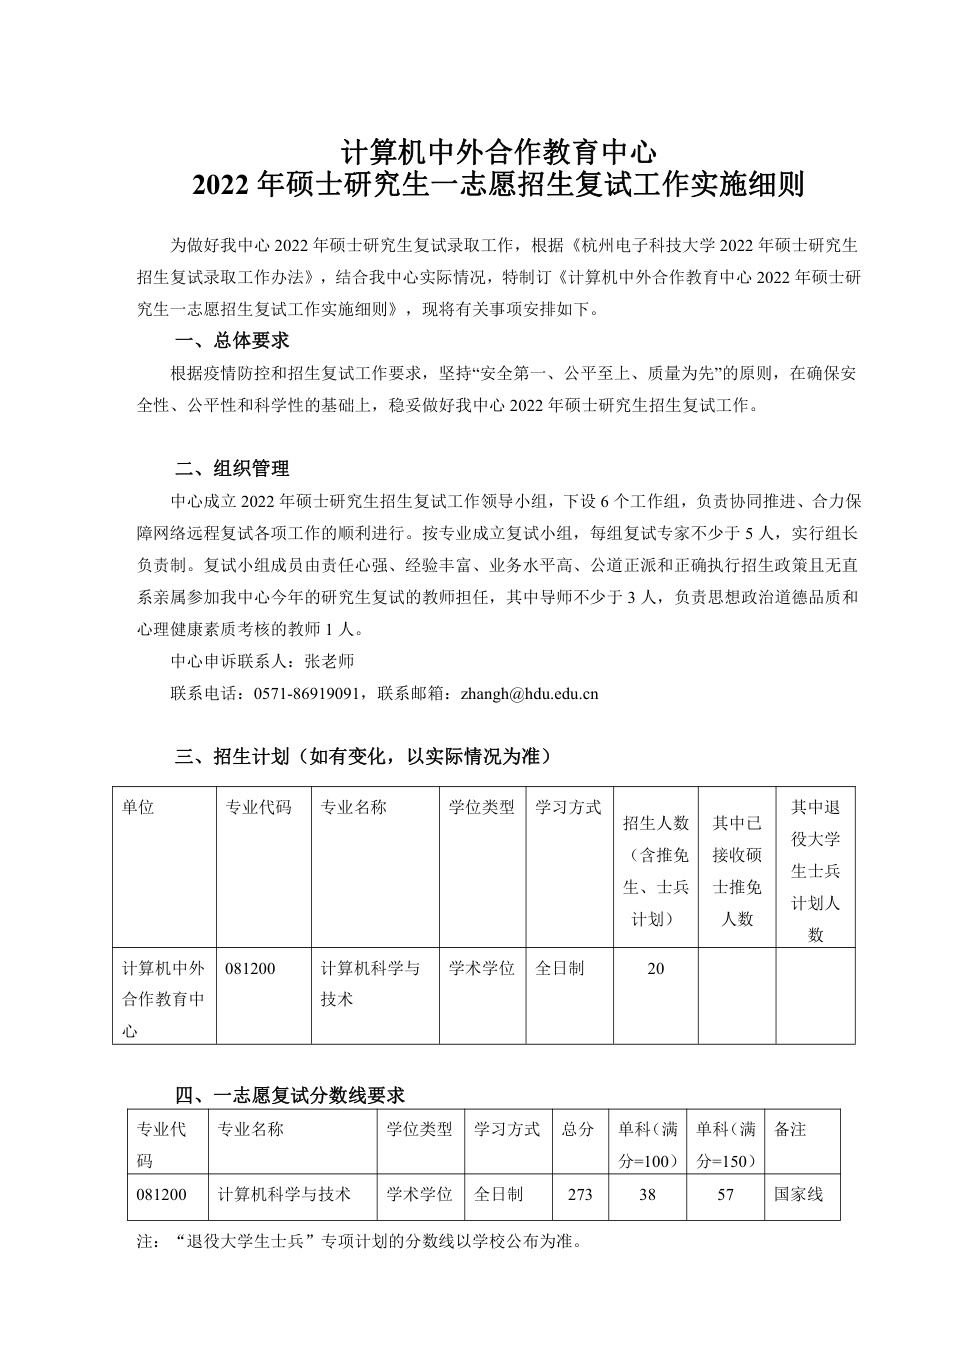 计算机中外合作教育中心
2022 年硕士研究生一志愿招生复试工作实施细则
为做好我中心 2022 年硕士研究生复试录取工作，根据《杭州电子科技大学 2022 年硕士研究生
招生复试录取工作办法》，结合我中心实际情况，特制订《计算机中外合作教育中心 2022 年硕士研
究生一志愿招生复试工作实施细则》，现将有关事项安排如下。
一、总体要求
根据疫情防控和招生复试工作要求，坚持“安全第一、公平至上、质量为先”的原则，在确保安
全性、公平性和科学性的基础上，稳妥做好我中心 2022 年硕士研究生招生复试工作。
二、组织管理
中心成立 2022 年硕士研究生招生复试工作领导小组，下设 6 个工作组，负责协同推进、合力保
障网络远程复试各项工作的顺利进行。按专业成立复试小组，每组复试专家不少于 5 人，实行组长
负责制。复试小组成员由责任心强、经验丰富、业务水平高、公道正派和正确执行招生政策且无直
系亲属参加我中心今年的研究生复试的教师担任，其中导师不少于 3 人，负责思想政治道德品质和
心理健康素质考核的教师 1 人。
中心申诉联系人：张老师
联系电话：0571-86919091，联系邮箱：zhangh@hdu.edu.cn
三、招生计划（如有变化，以实际情况为准）
单位 专业代码 专业名称 学位类型 学习方式
招生人数
（含推免
生、士兵
计划）
其中已
接收硕
士推免
人数
其中退
役大学
生士兵
计划人
数
计算机中外
合作教育中
心
081200
计算机科学与
技术
学术学位 全日制 20
四、一志愿复试分数线要求
专业代
码
专业名称 学位类型 学习方式 总分
单科（满
分=100）
单科（满
分=150）
备注
081200 计算机科学与技术 学术学位 全日制 273 38 57 国家线
注：“退役大学生士兵”专项计划的分数线以学校公布为准。